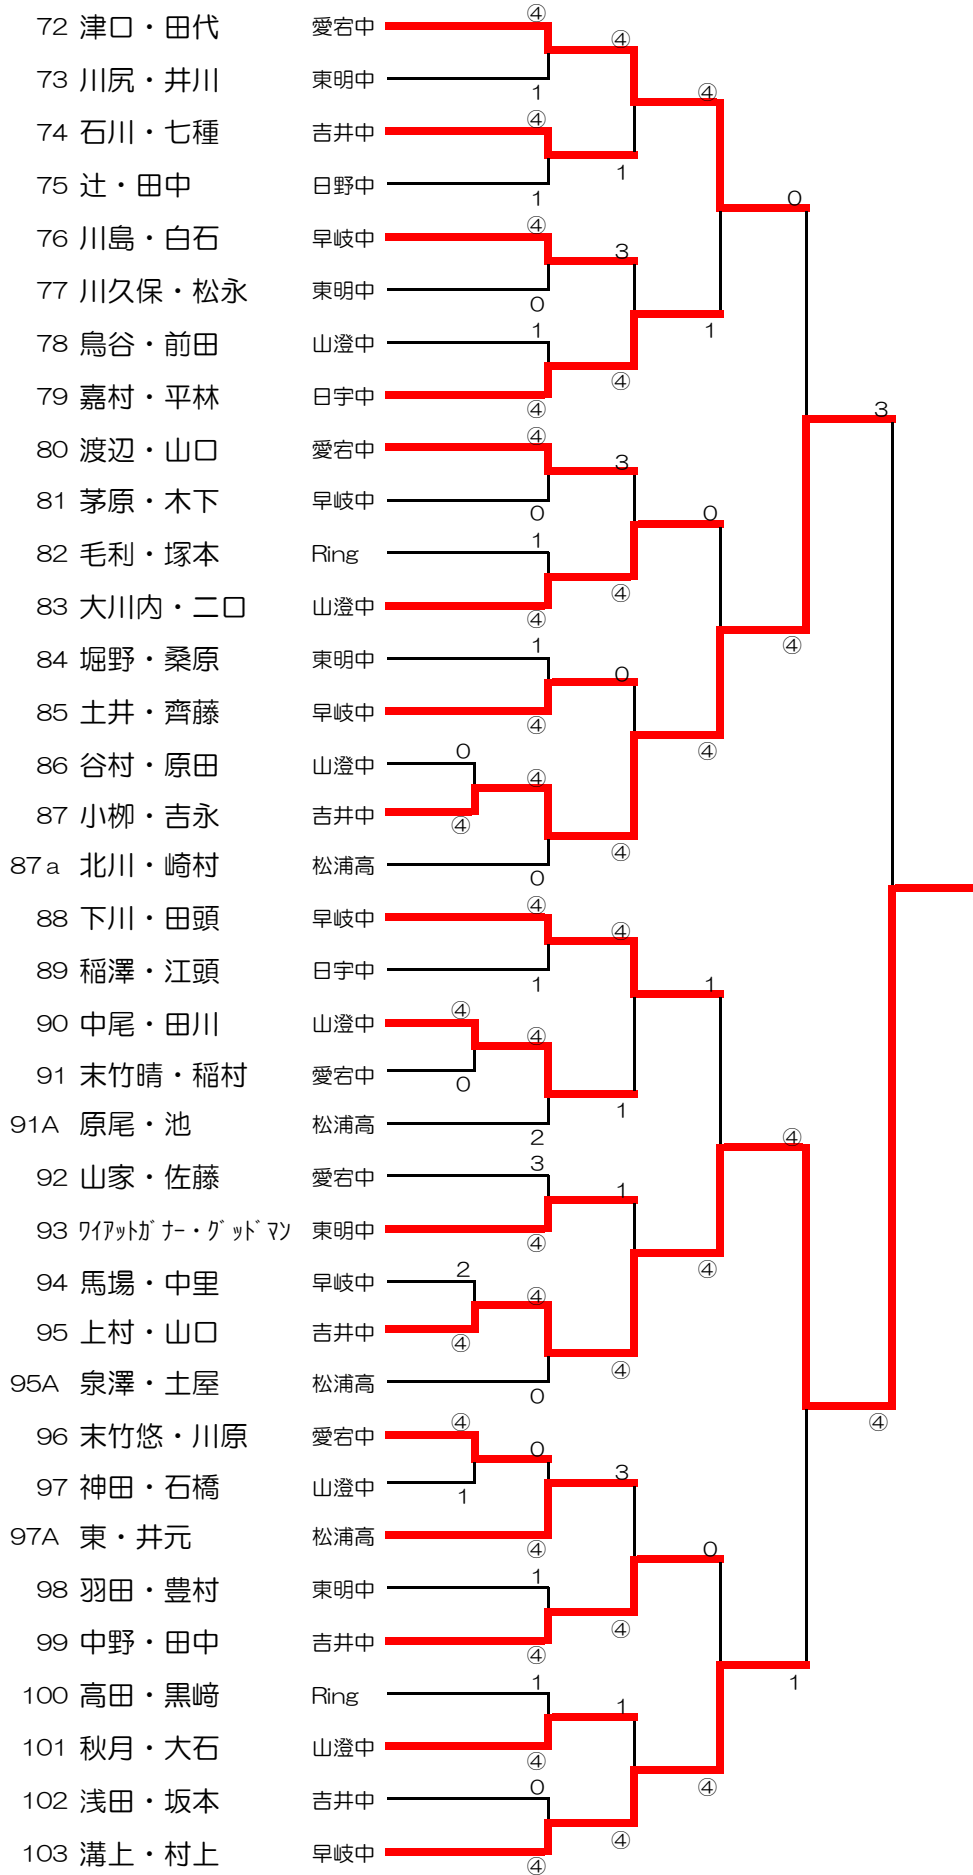 ④
72 津口・田代 愛宕中 ④
73 川尻・井川 東明中
1 ④
74 石川・七種 吉井中 ④
1
75 辻・田中 日野中
1 0
76 川島・白石 早岐中 ④
3
77 川久保・松永 東明中
0
78 鳥谷・前田 山澄中 1 1
④
79 嘉村・平林 日宇中
④ 3
80 渡辺・山口 愛宕中 ④
3
81 茅原・木下 早岐中
0 0
82 毛利・塚本 Ring 1
④
83 大川内・二口 山澄中
④
84 堀野・桑原 東明中 1 ④
0
85 土井・齊藤 早岐中
④
86 谷村・原田 山澄中 0 ④
④
87 小栁・吉永 吉井中
④
④
87a 北川・崎村 松浦高
0
88 下川・田頭 早岐中 ④
④
89 稲澤・江頭 日宇中
1 1
90 中尾・田川 山澄中 ④
④
91 末竹晴・稲村 愛宕中
0
1
91A 原尾・池 松浦高
2 ④
92 山家・佐藤 愛宕中 3
1
93 ワイアットガナー・グッドマン 東明中
④
94 馬場・中里 早岐中 2 ④
④
95 上村・山口 吉井中
④
④
95A 泉澤・土屋 松浦高
0
96 末竹悠・川原 愛宕中 ④ ④
0
3
97 神田・石橋 山澄中
1
97A 東・井元 松浦高
④ 0
98 羽田・豊村 東明中 1
④
99 中野・田中 吉井中
④
100 高田・黒﨑 Ring 1 1
1
101 秋月・大石 山澄中
④
102 浅田・坂本 吉井中 0 ④
④
103 溝上・村上 早岐中
④